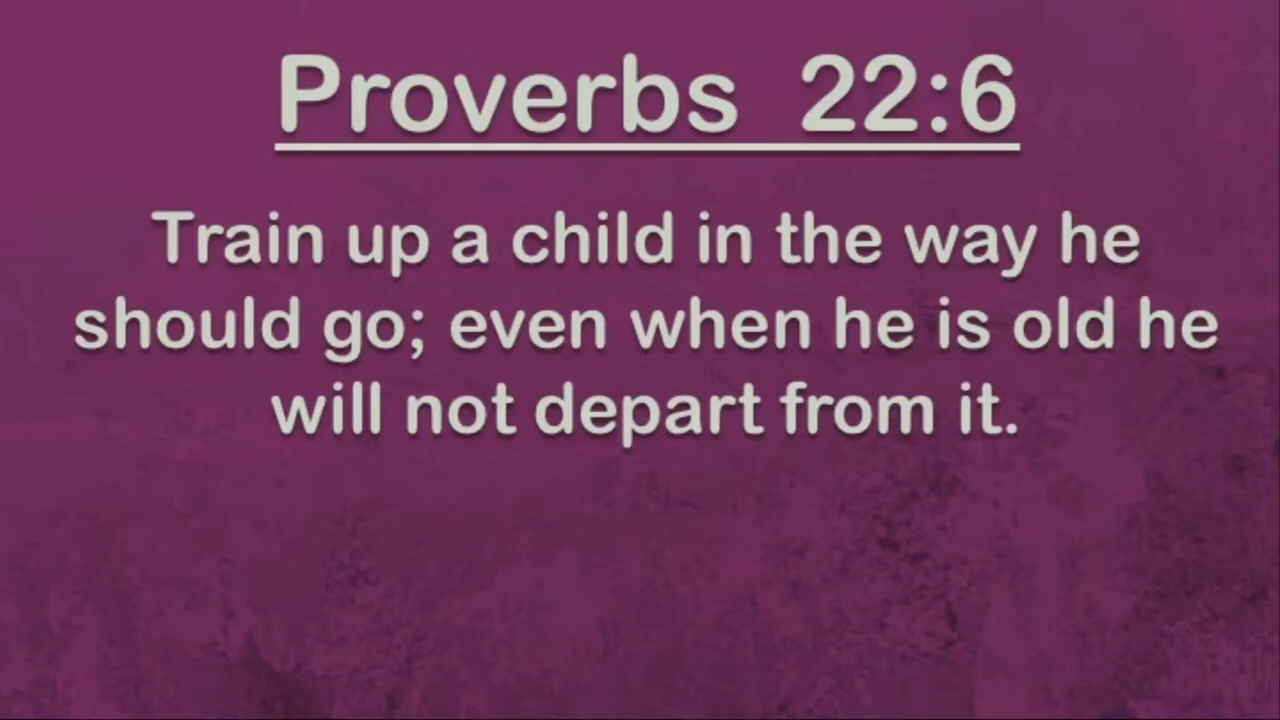 Proverbs 22:6
Train up a child in the way he
should go; even when he is old he
will not depart from it.